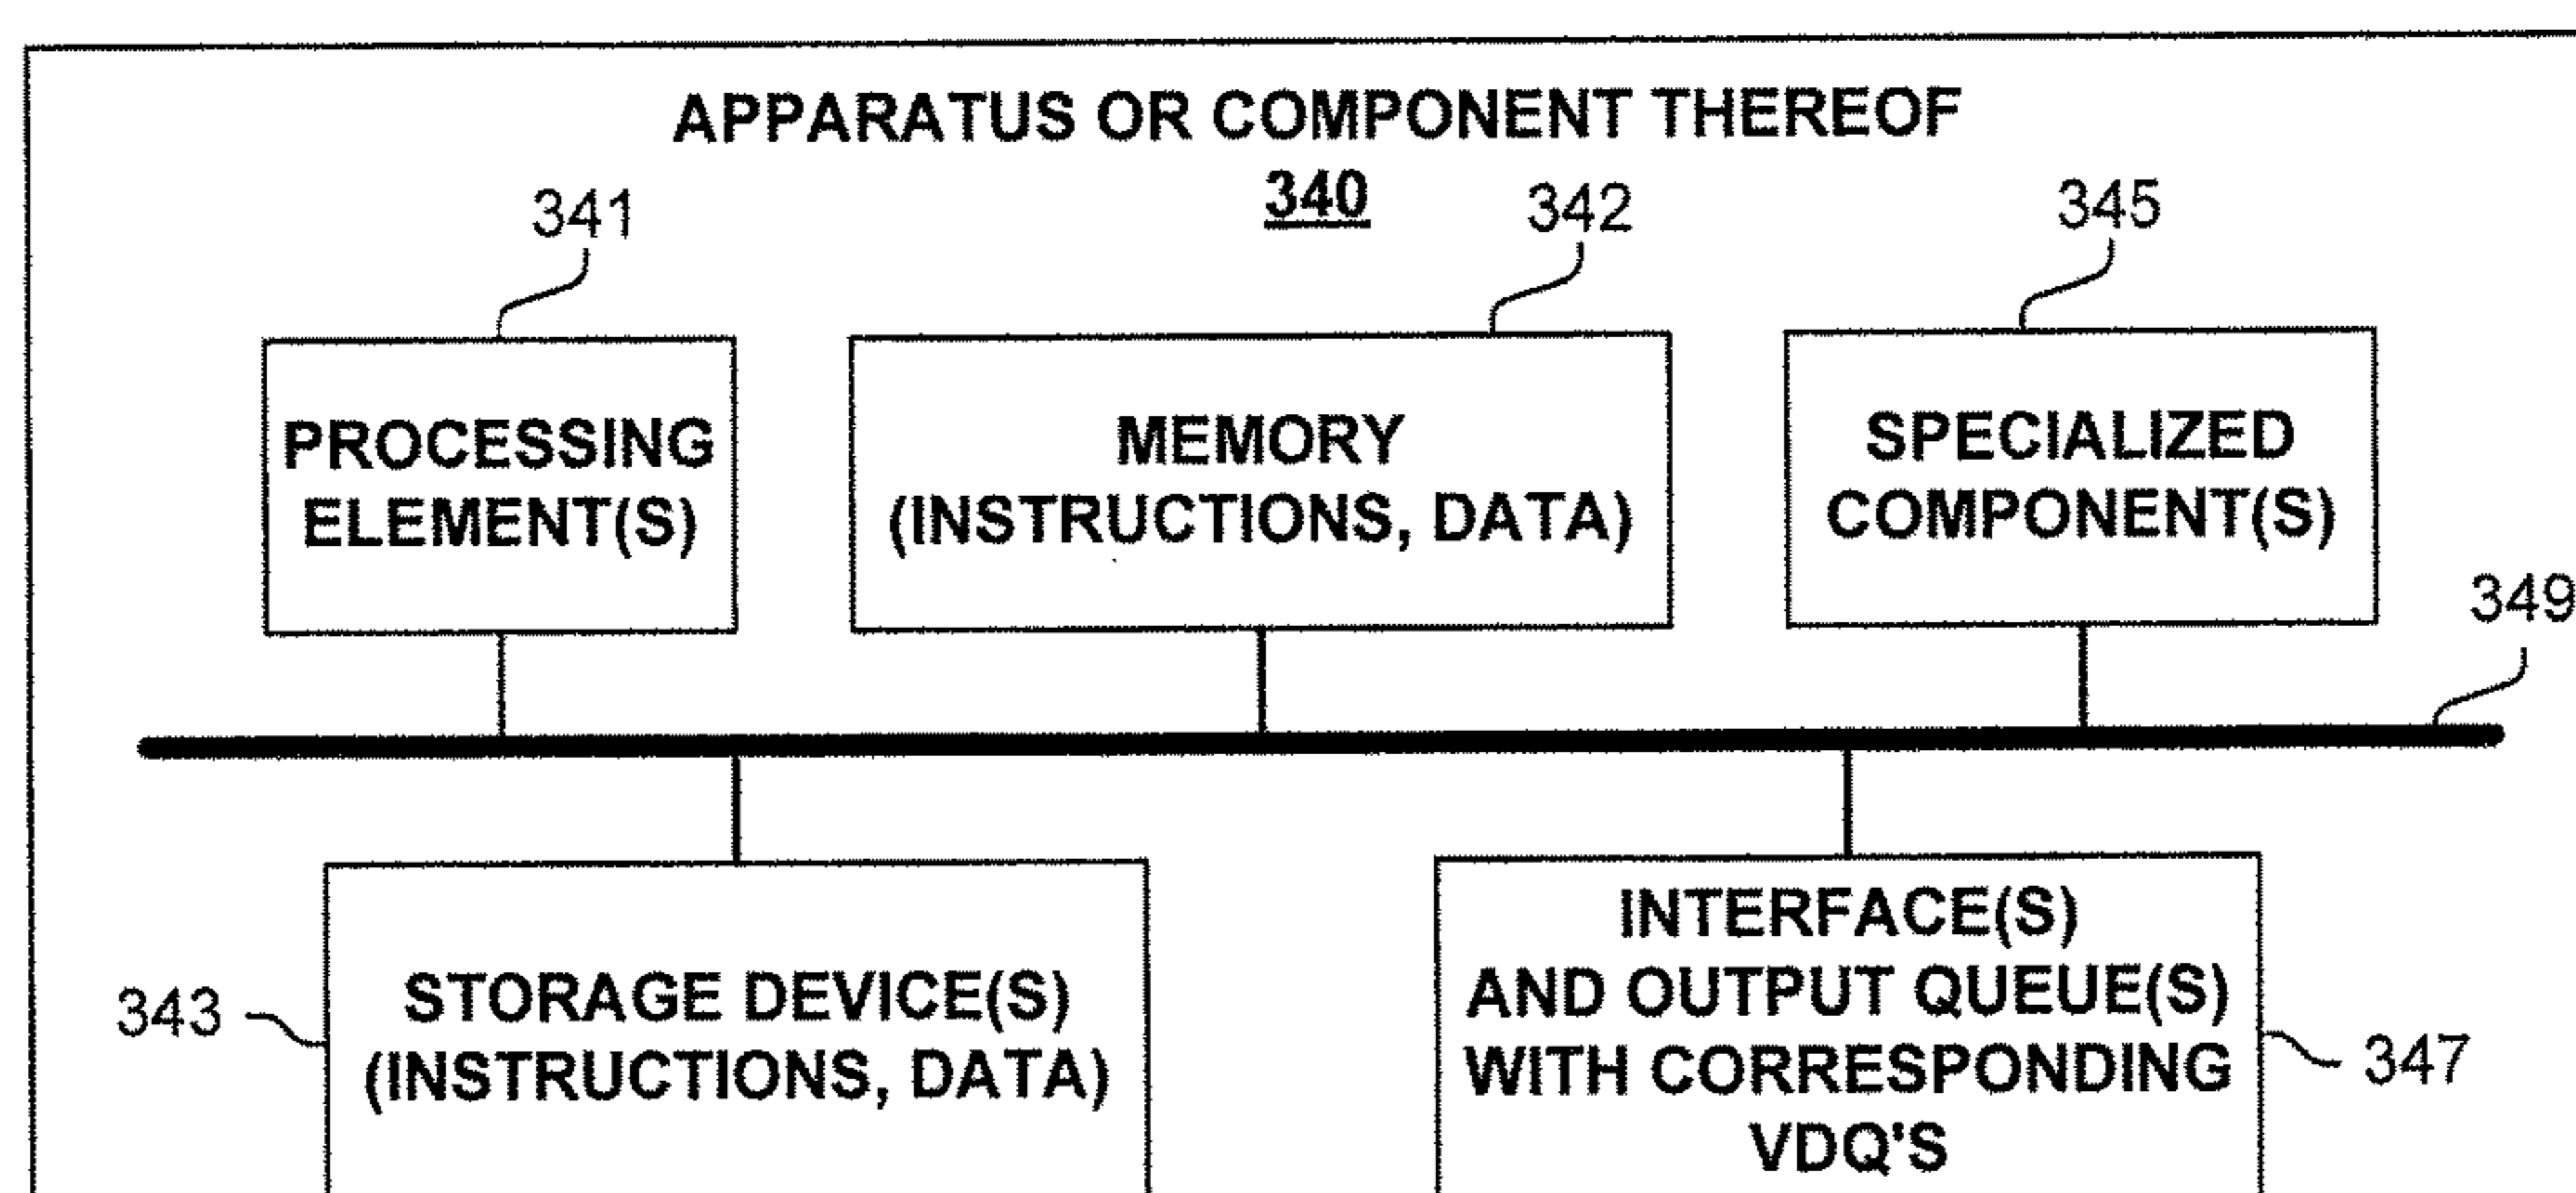 APPARATUS OR COMPONENT THEREOF
340
341
342
345
PROCESSING
ELEMENT(S)
MEMORY
(INSTRUCTIONS, DATA)
SPECIALIZED
COMPONENT(S)
349
343
STORAGE DEVICE(S)
(INSTRUCTIONS, DATA)
INTERFACE(S)
AND OUTPUT QUEUE(S)
WITH CORRESPONDING
VDQ'S
347